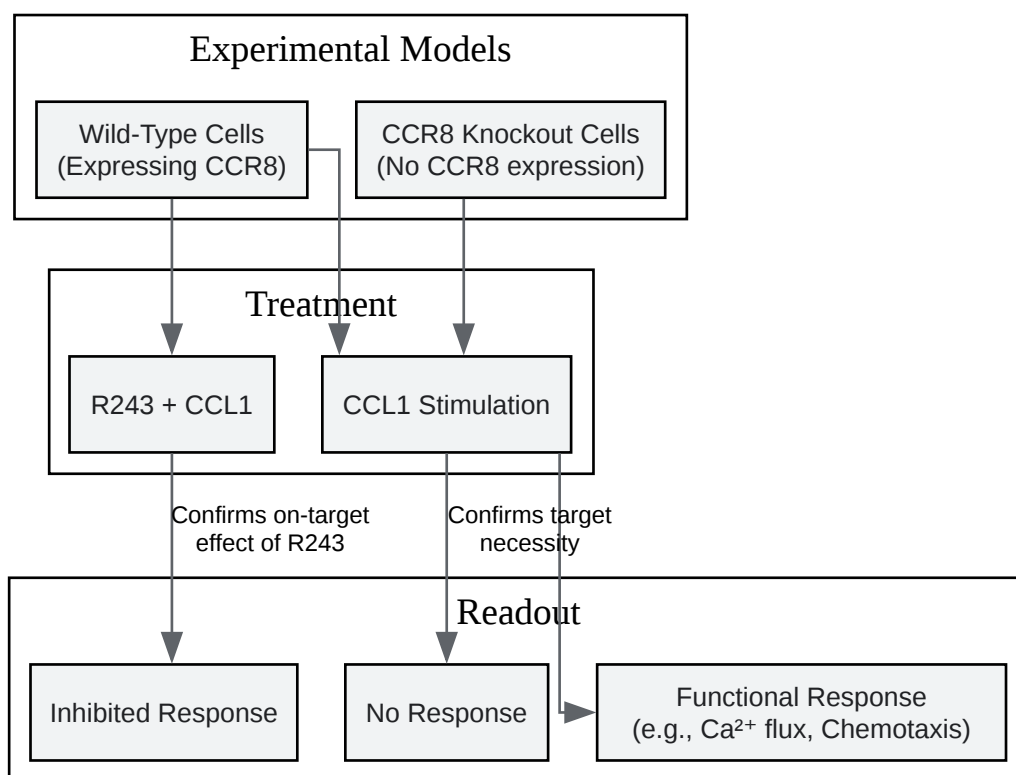 Experimental Models
Wild-Type Cells
(Expressing CCR8)
CCR8 Knockout Cells
(No CCR8 expression)
Treatment
R243 + CCL1
CCL1 Stimulation
Confirms on-target
effect of R243
Confirms target
necessity
Readout
Inhibited Response
No Response
Functional Response
(e.g., Ca²⁺ flux, Chemotaxis)